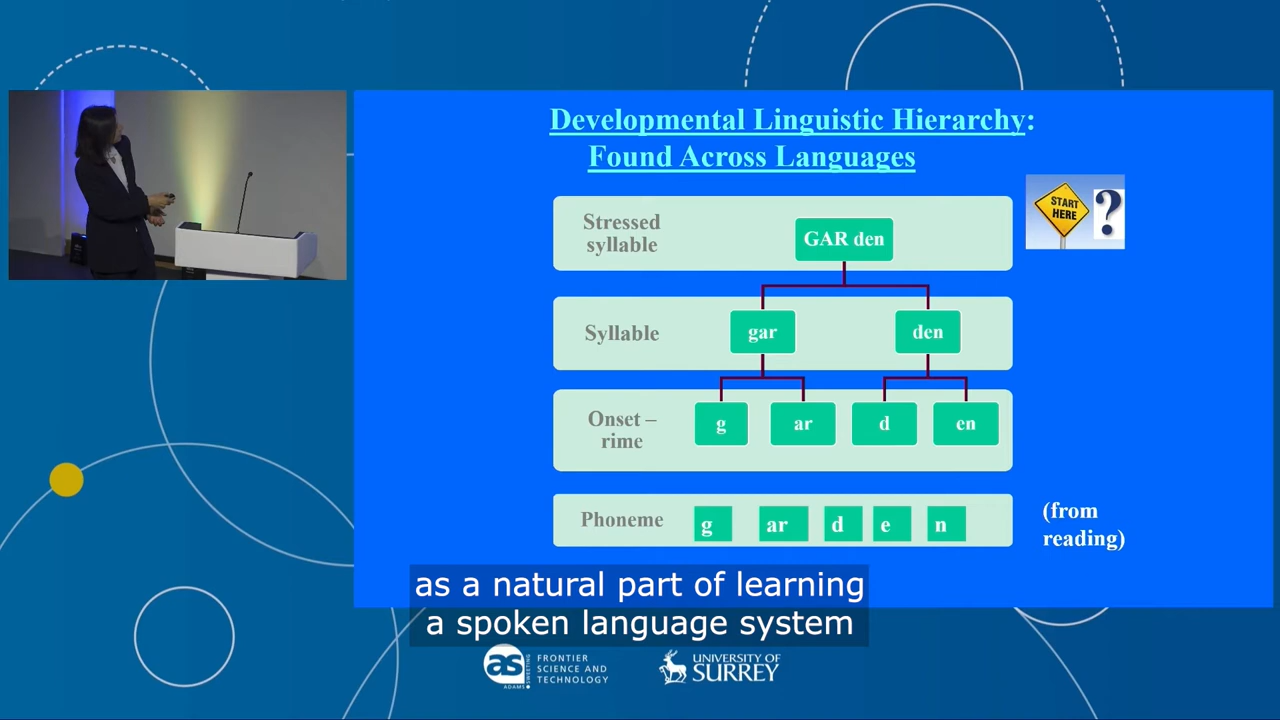 Developmental Linguistic Hierarchy:
Found Across Languages
START
HERE
?
Stressed
syllable
GAR den
Syllable
gar
den
Onset –
rime
g
ar
d
en
Phoneme
g
ar
d
e
n
(from
reading)
as a natural part of learning
a spoken language system
as
ADAMS
SWEETING
FRONTIER
SCIENCE AND
TECHNOLOGY
UNIVERSITY OF
SURREY